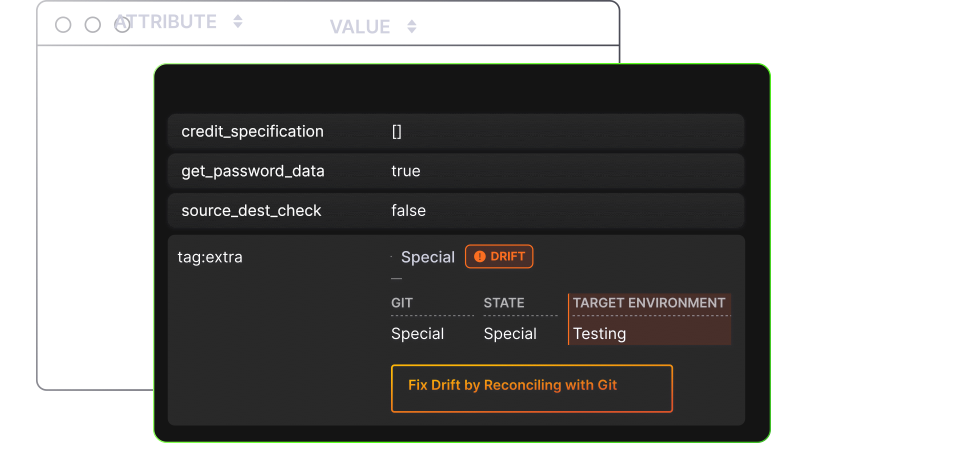 ATTRIBUTE VALUE
credit_specification []
get_password_data true
source_dest_check false
tag:extra Special DRIFT
GIT STATE TARGET ENVIRONMENT
Special Special Testing
Fix Drift by Reconciling with Git